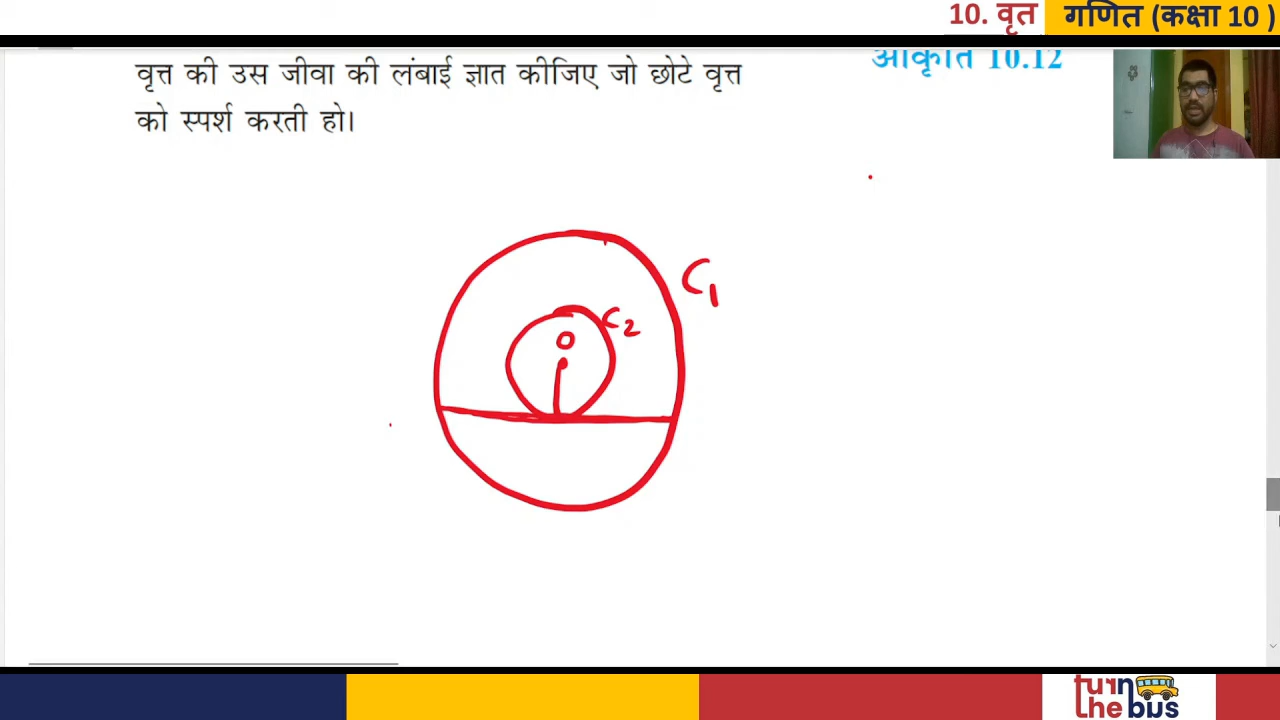 10. वृत
गणित (कक्षा 10 )
आकृति 10.12
वृत्त की उस जीवा की लंबाई ज्ञात कीजिए जो छोटे वृत्त
को स्पर्श करती हो।
C1
C2
O
turn
the bus